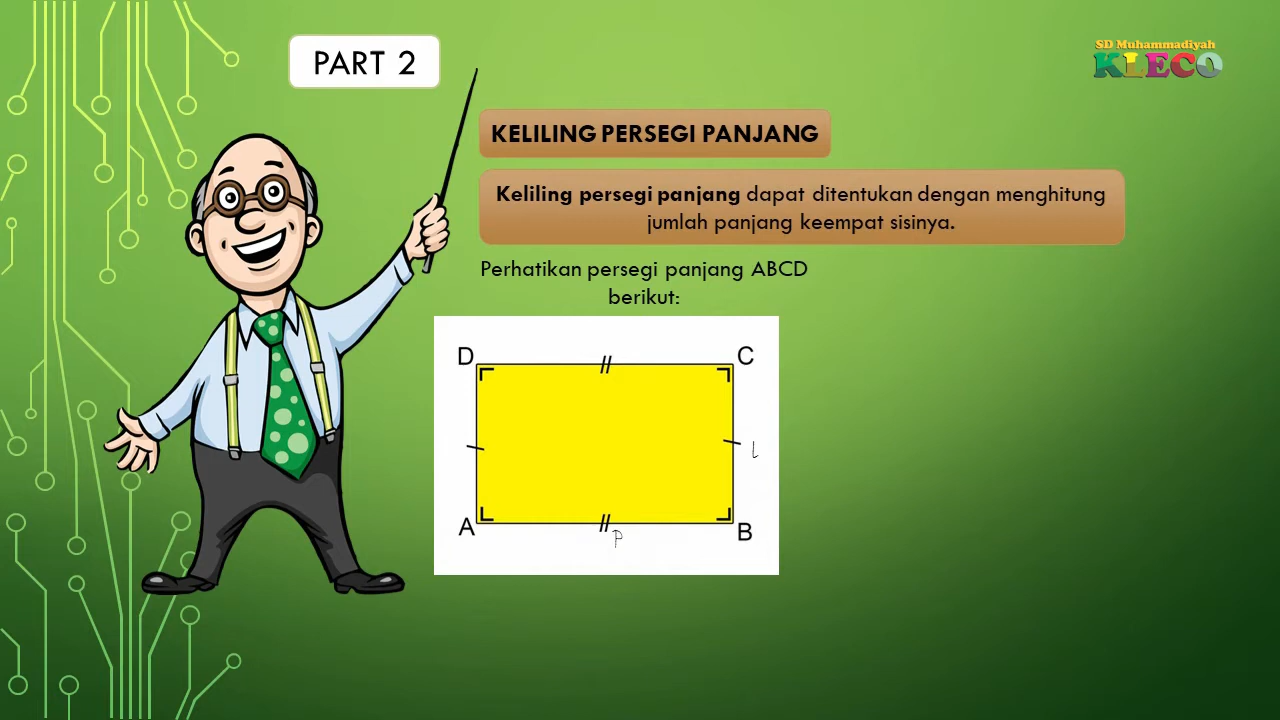 PART 2
SD Muhammadiyah
KLECO
KELILING PERSEGI PANJANG
Keliling persegi panjang dapat ditentukan dengan menghitung
jumlah panjang keempat sisinya.
Perhatikan persegi panjang ABCD
berikut:
D
C
l
A
B
P